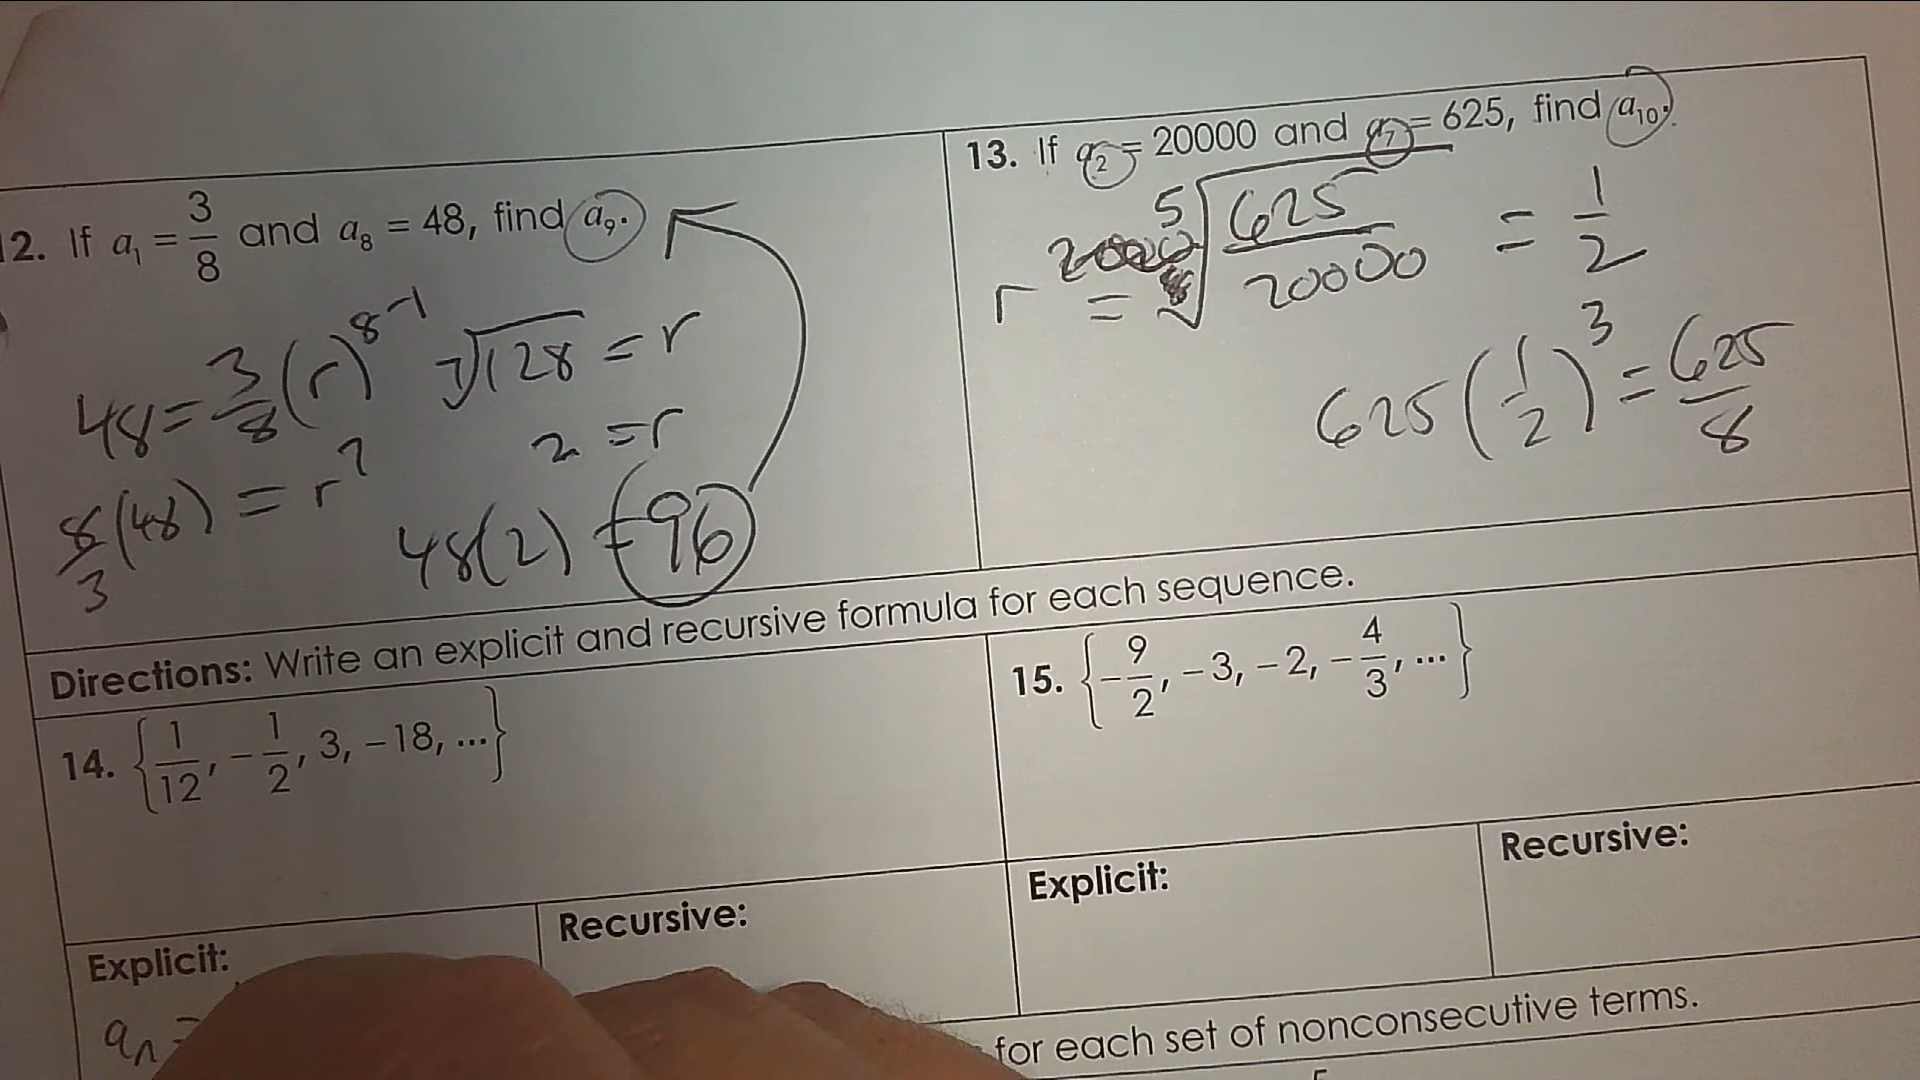 12. If a₁ = 3/8 and a₈ = 48, find a₉.
48 = 3/8 (r)⁸⁻¹
8/3 (48) = r⁷
⁷√128 = r
2 = r
48(2) = 96
13. If a₂ = 20000 and a₇ = 625, find a₁₀.
r = ⁵√(625/20000) = 1/2
625 (1/2)³ = 625/8
Directions: Write an explicit and recursive formula for each sequence.
14. {1/12, -1/2, 3, -18, ...}
Explicit:
aₙ =
Recursive:
15. {-9/2, -3, -2, -4/3, ...}
Explicit:
Recursive:
for each set of nonconsecutive terms.